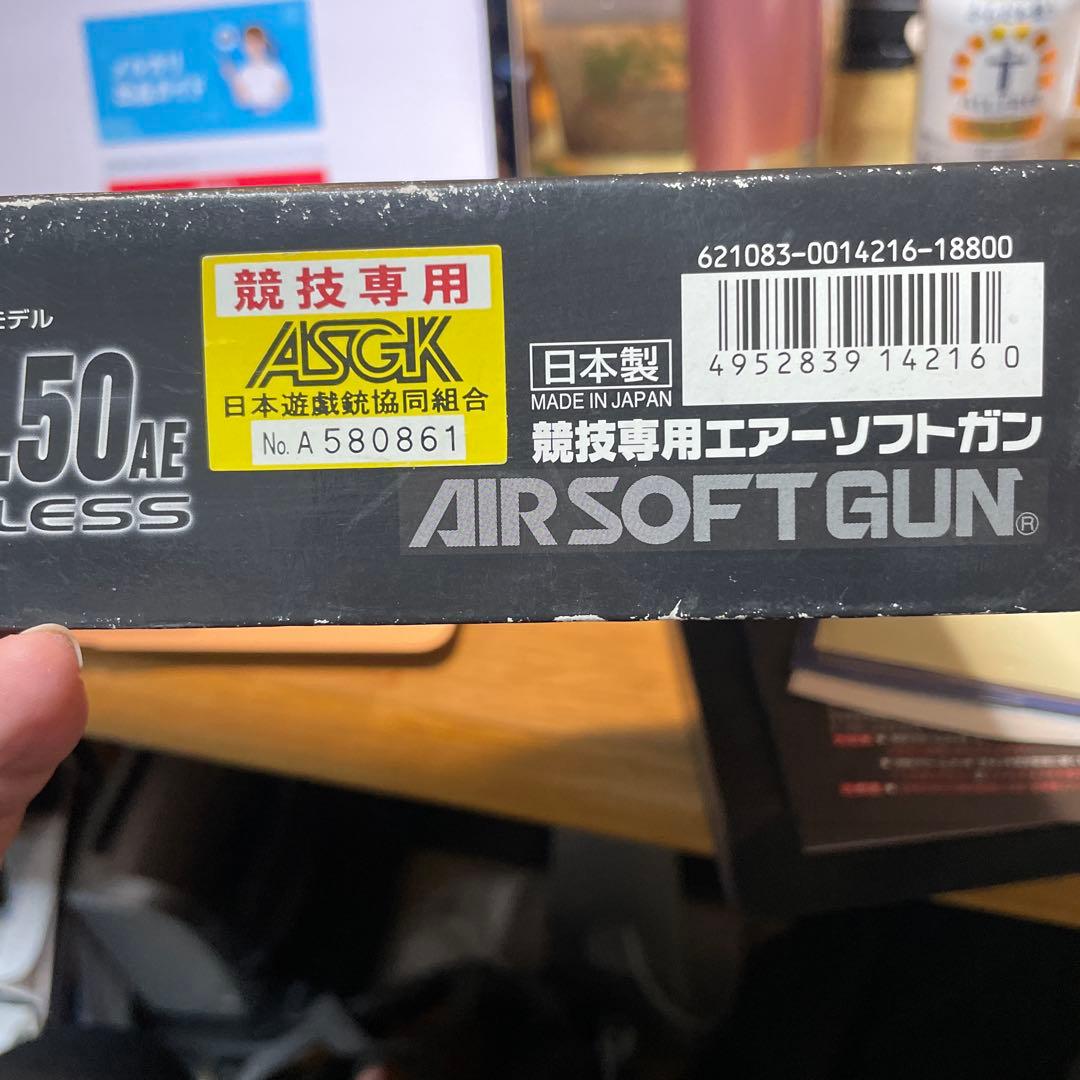 モデル
.50AE
LESS
競技専用
ASGK
日本遊戯銃協同組合
No. A 580861
621083-0014216-18800
4952839 142160
日本製
MADE IN JAPAN
競技専用エアーソフトガン
AIRSOFT GUN®